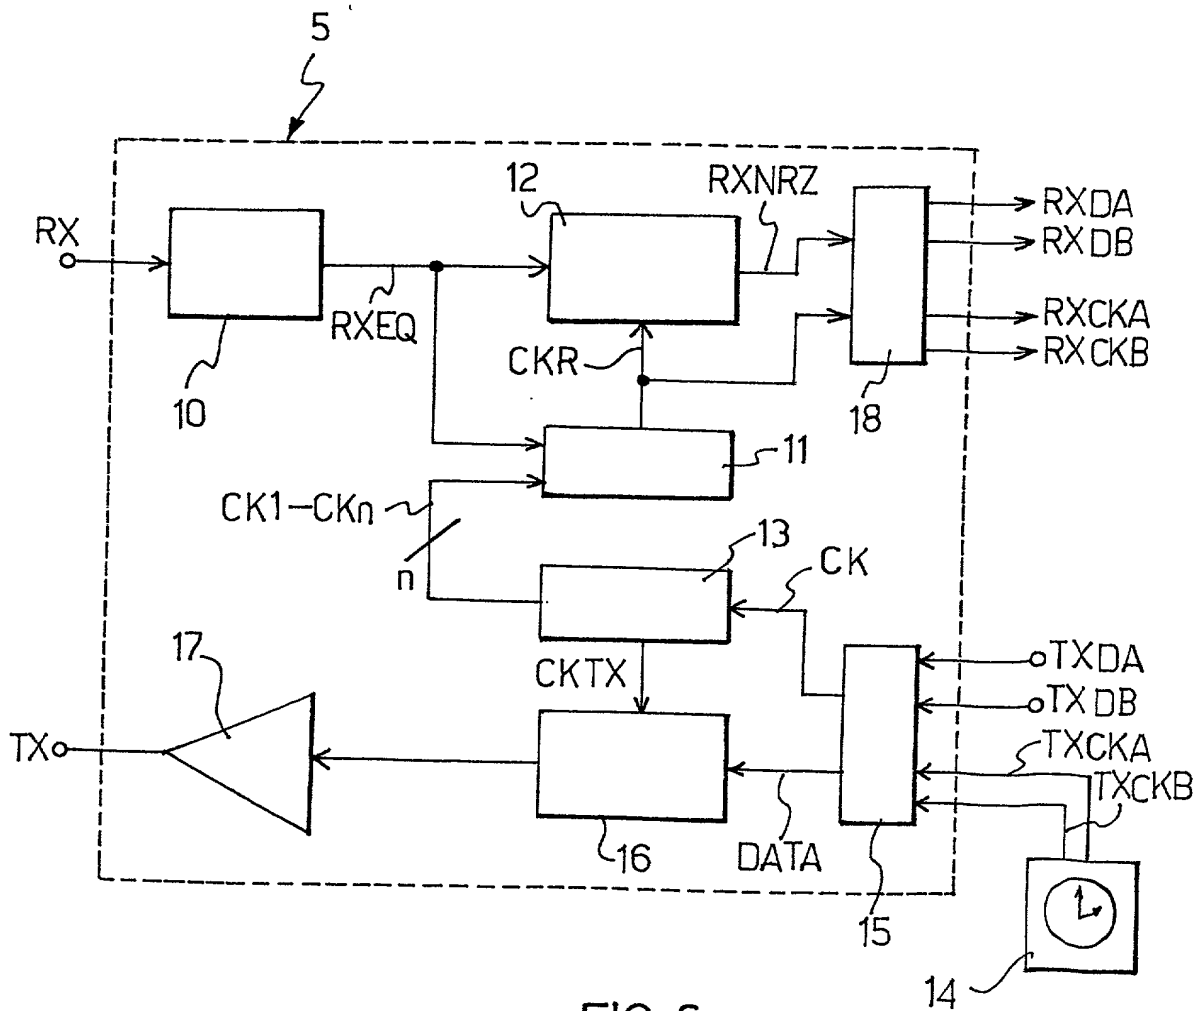 5
12
RXNRZ
RX
RXDA
RXDB
RXEQ
CKR
RXCKA
RXCKB
10
18
11
CK1-CKn
n
13
CK
17
CKTX
TXDA
TXDB
TX
TXCKA
TXCKB
16
DATA
15
14